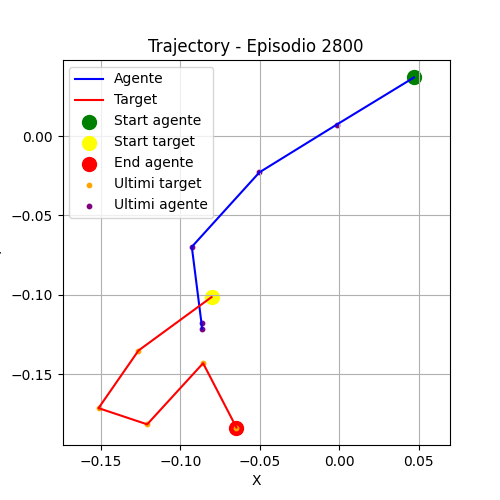 Trajectory - Episodio 2800
Agente
Target
Start agente
Start target
End agente
Ultimi target
Ultimi agente
0.00
−0.05
−0.10
−0.15
−0.15
−0.10
−0.05
0.00
0.05
X